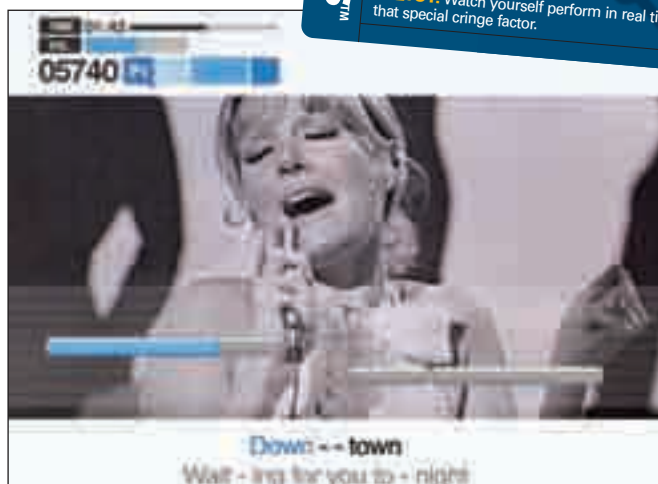 Watch yourself perform in real ti
that special cringe factor.
TM
05740
Down - - town
Wait - ing for you to - night